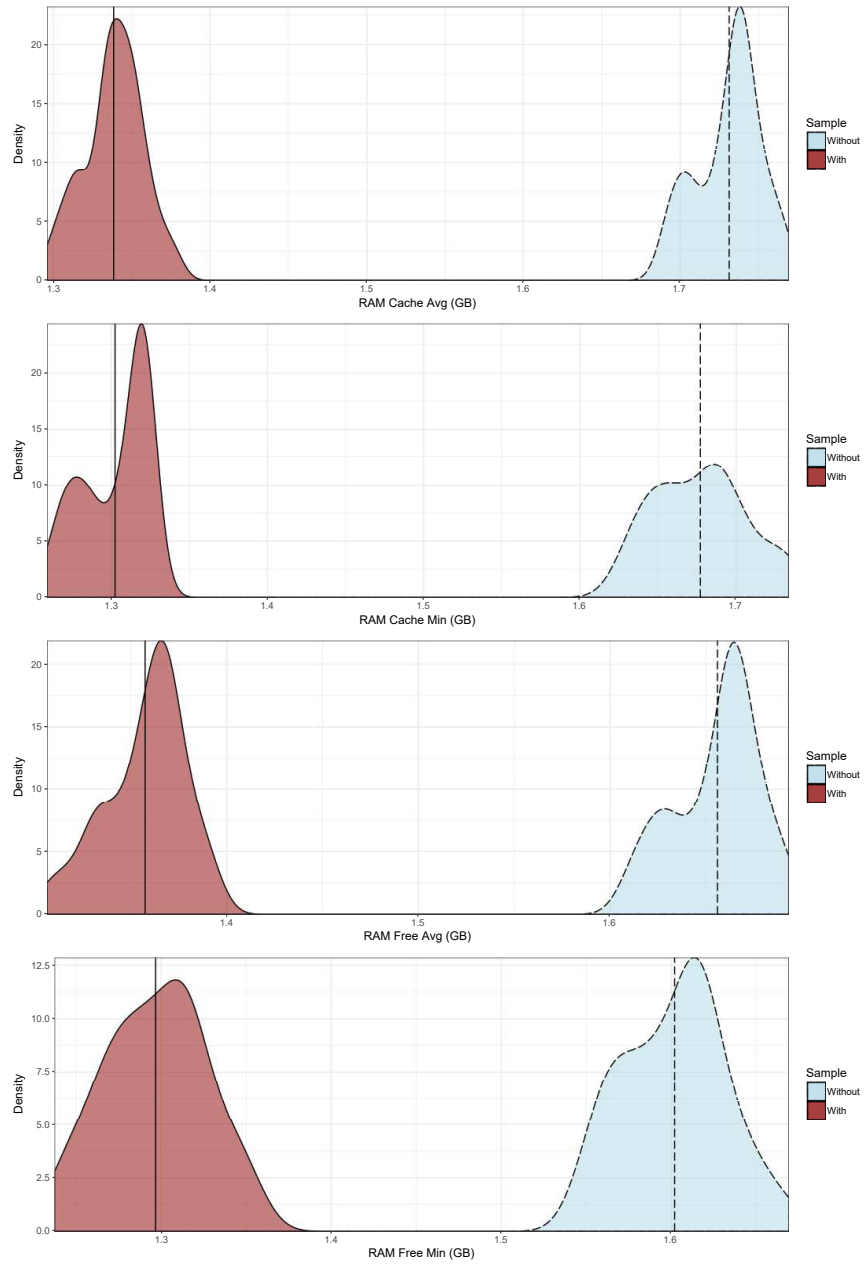 Density
20
15
10
5
0
1.3 1.4 1.5 1.6 1.7
RAM Cache Avg (GB)
Sample
Without
With
Density
20
15
10
5
0
1.3 1.4 1.5 1.6 1.7
RAM Cache Min (GB)
Sample
Without
With
Density
20
15
10
5
0
1.4 1.5 1.6
RAM Free Avg (GB)
Sample
Without
With
Density
12.5
10.0
7.5
5.0
2.5
0.0
1.3 1.4 1.5 1.6
RAM Free Min (GB)
Sample
Without
With